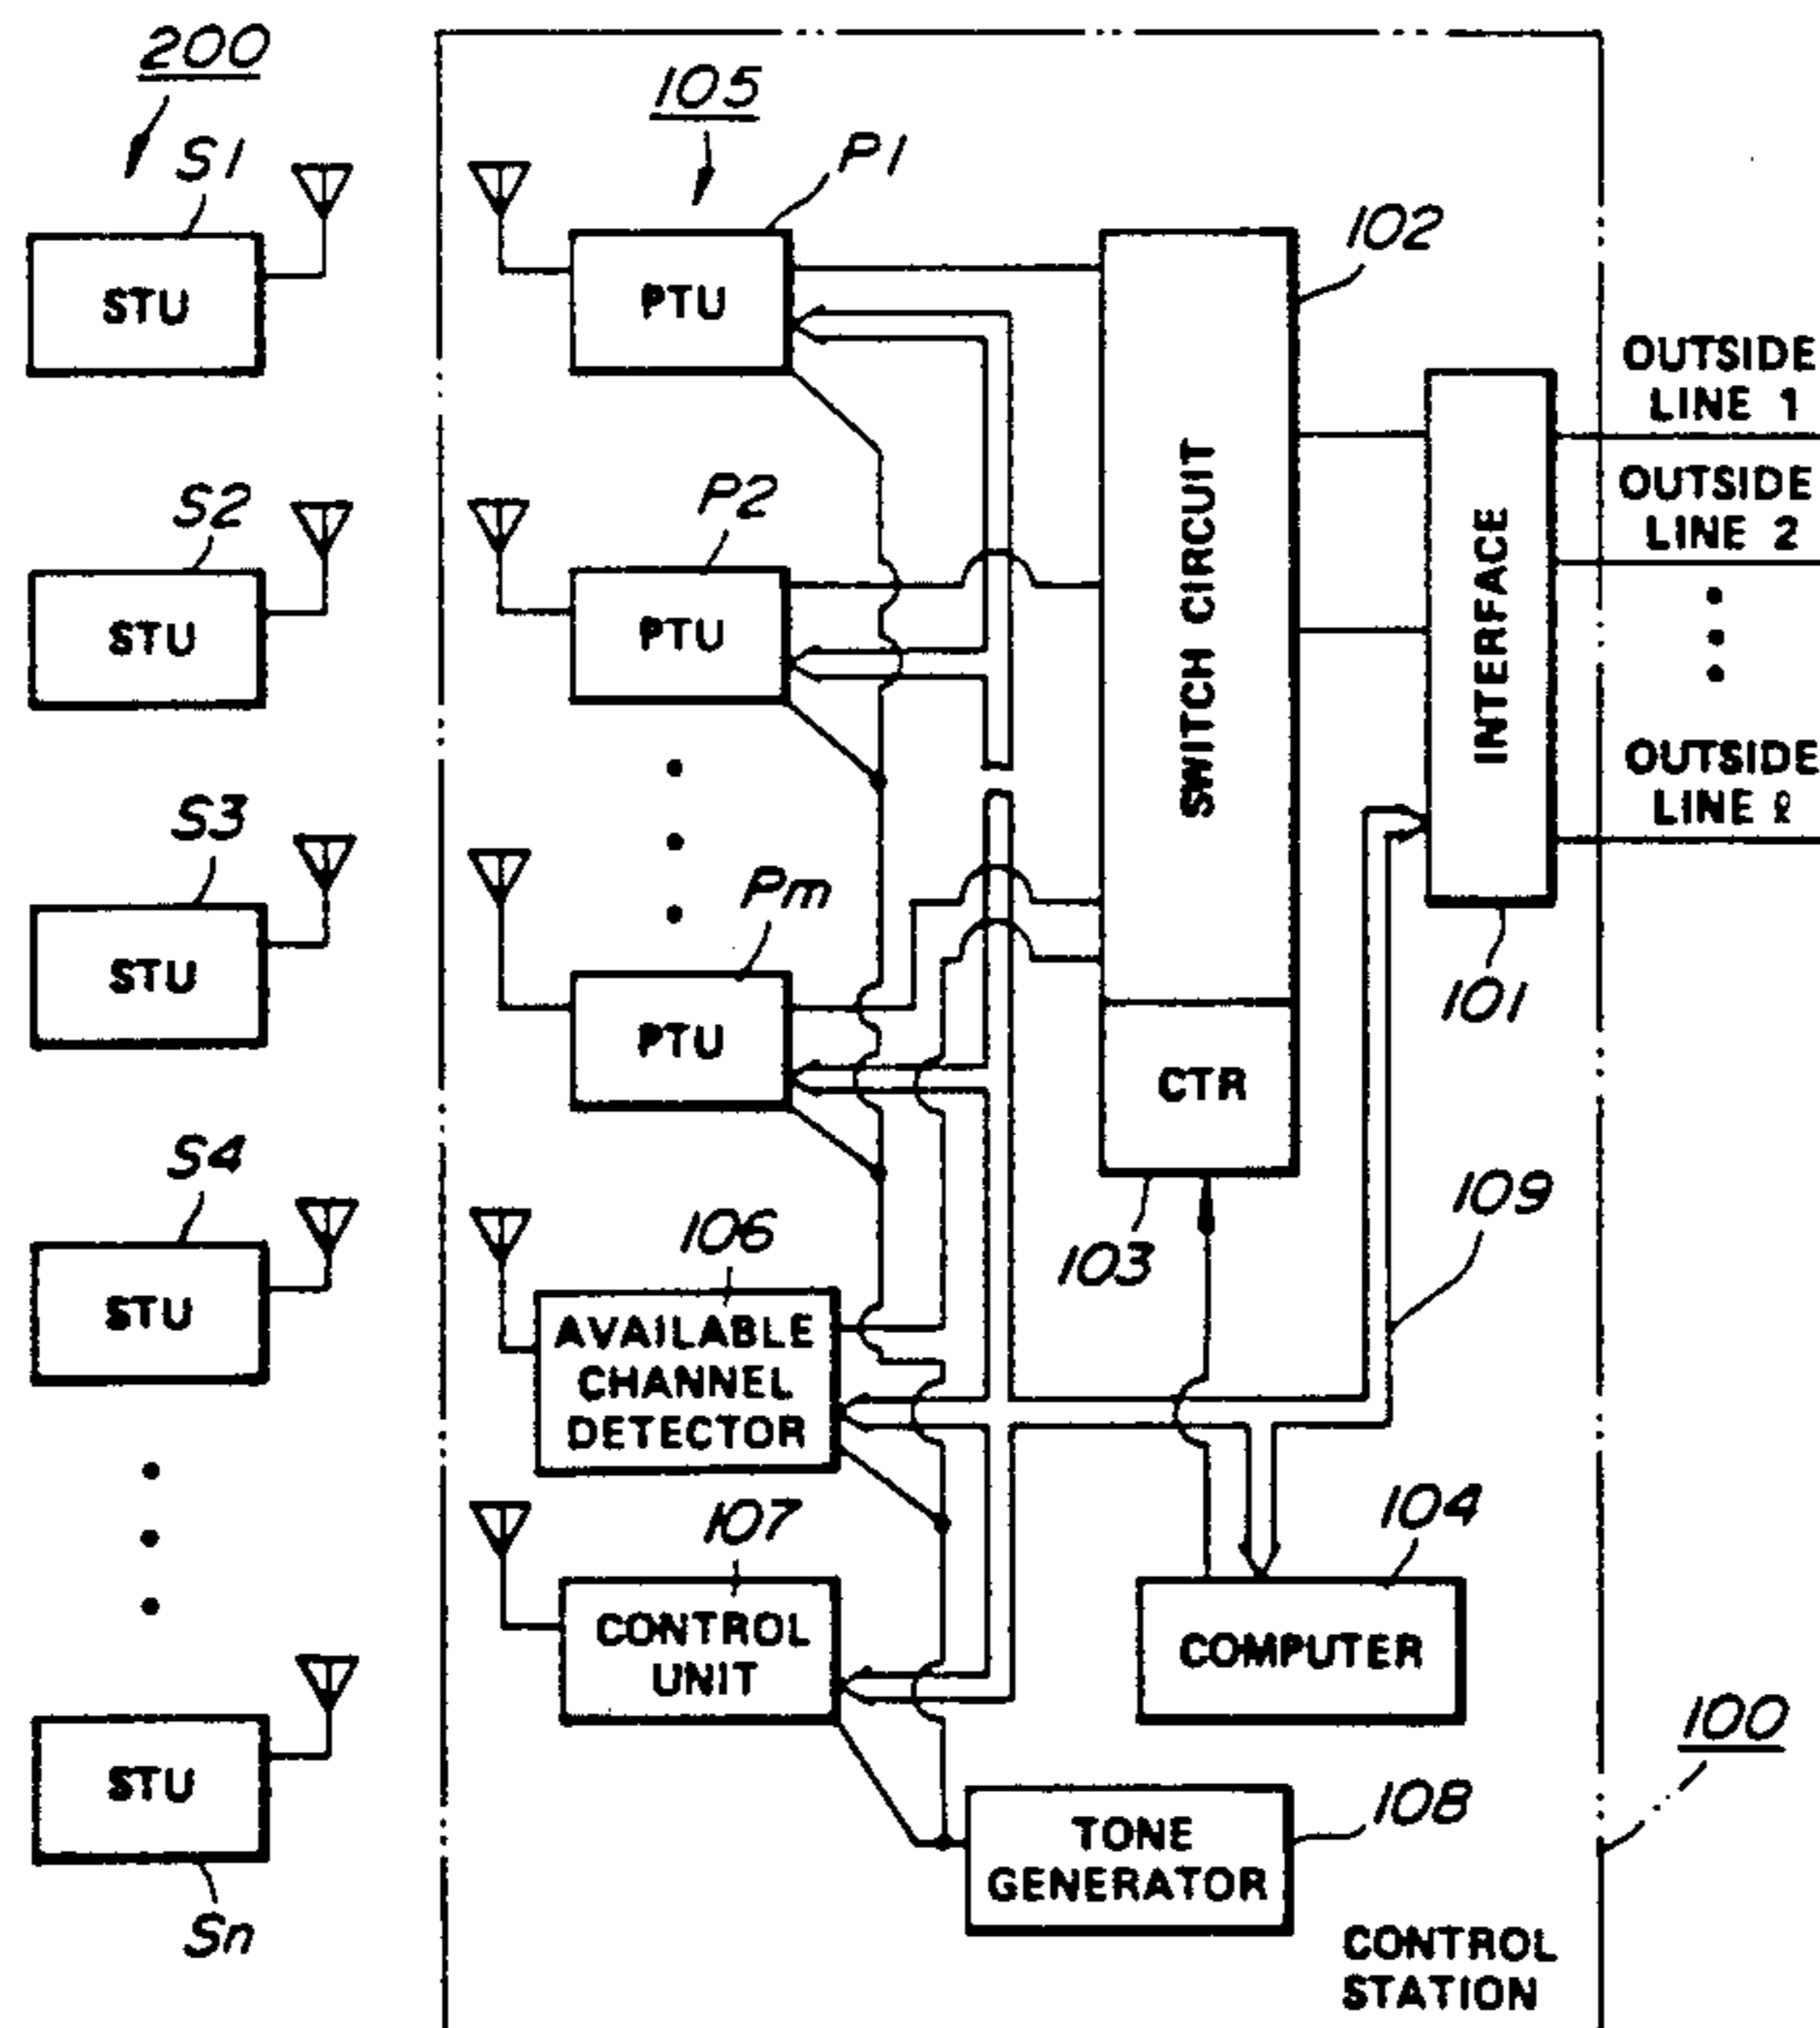 200
105
S1
P1
102
STU
PTU
SWITCH CIRCUIT
INTERFACE
OUTSIDE
LINE 1
OUTSIDE
LINE 2
OUTSIDE
LINE ℓ
101
S2
P2
STU
PTU
S3
Pm
STU
PTU
CTR
103
109
S4
106
STU
AVAILABLE
CHANNEL
DETECTOR
107
CONTROL
UNIT
104
COMPUTER
100
STU
Sn
108
TONE
GENERATOR
CONTROL
STATION